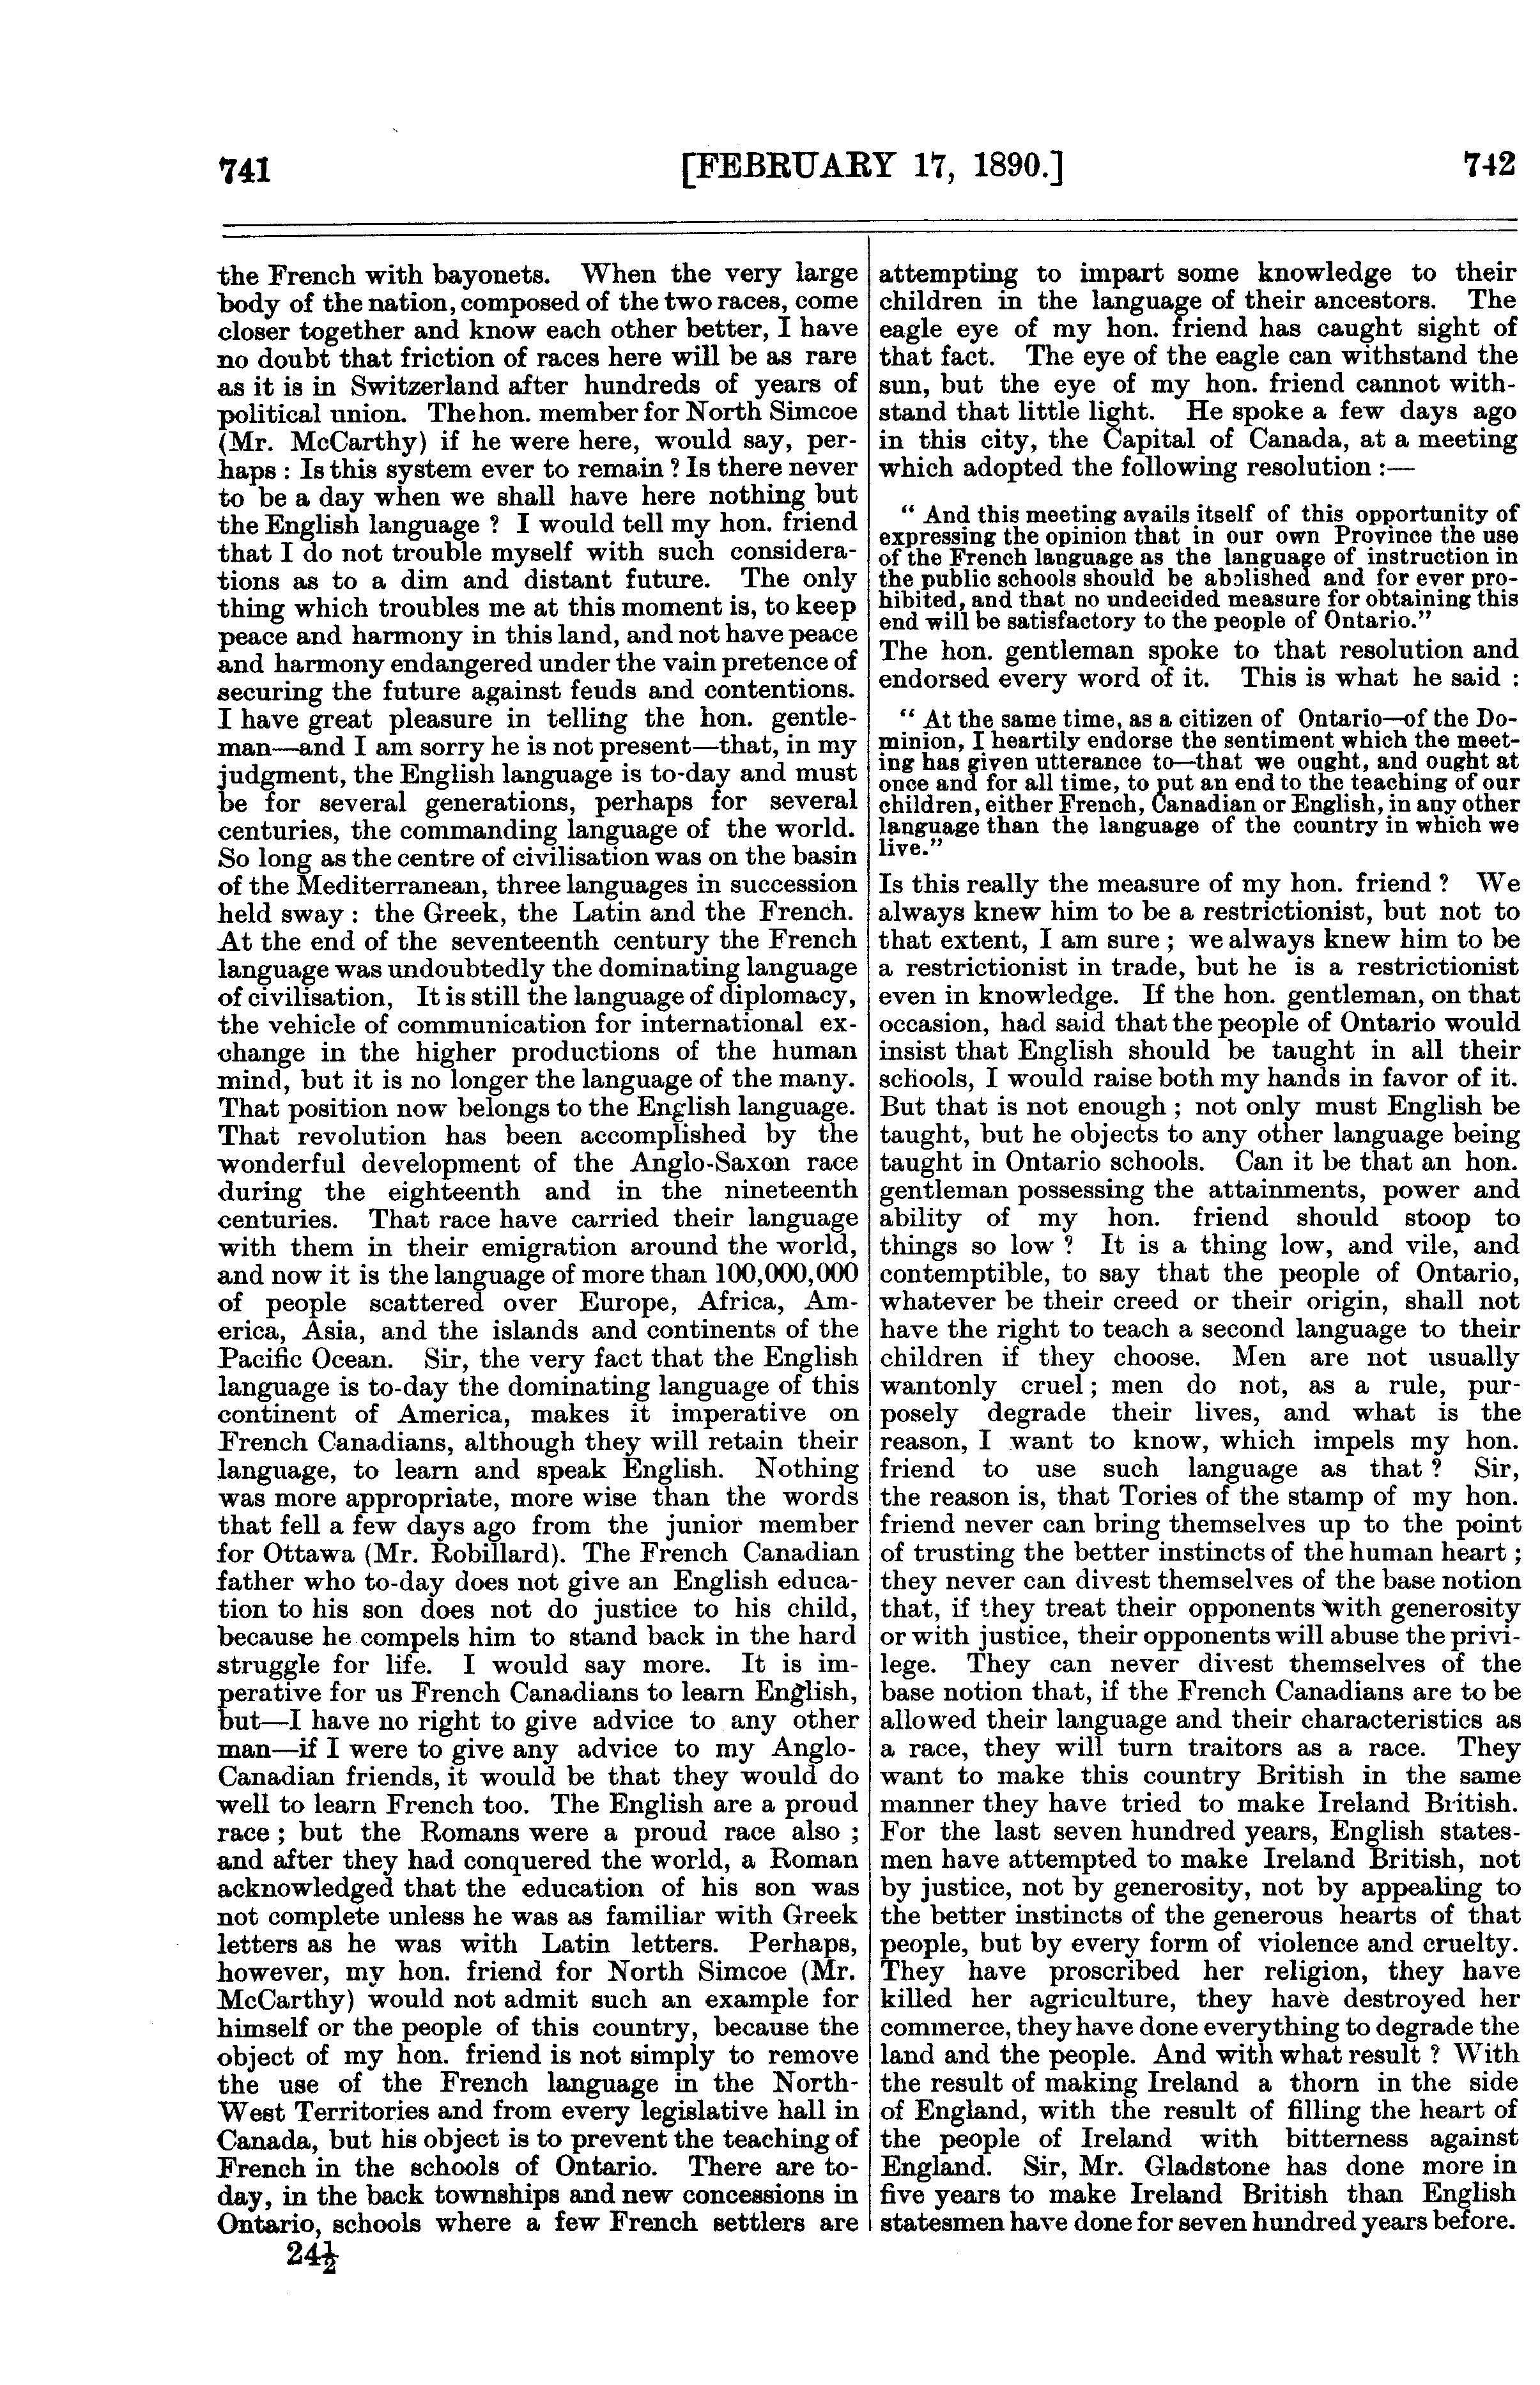 741
[FEBRUARY 17, 1890.]
742
the French with bayonets. When the very large
body of the nation, composed of the two races, come
closer together and know each other better, I have
no doubt that friction of races here will be as rare
as it is in Switzerland after hundreds of years of
political union. The hon. member for North Simcoe
(Mr. McCarthy) if he were here, would say, per-
haps : Is this system ever to remain ? Is there never
to be a day when we shall have here nothing but
the English language ? I would tell my hon. friend
that I do not trouble myself with such considera-
tions as to a dim and distant future. The only
thing which troubles me at this moment is, to keep
peace and harmony in this land, and not have peace
and harmony endangered under the vain pretence of
securing the future against feuds and contentions.
I have great pleasure in telling the hon. gentle-
man—and I am sorry he is not present—that, in my
judgment, the English language is to-day and must
be for several generations, perhaps for several
centuries, the commanding language of the world.
So long as the centre of civilisation was on the basin
of the Mediterranean, three languages in succession
held sway : the Greek, the Latin and the French.
At the end of the seventeenth century the French
language was undoubtedly the dominating language
of civilisation, It is still the language of diplomacy,
the vehicle of communication for international ex-
change in the higher productions of the human
mind, but it is no longer the language of the many.
That position now belongs to the English language.
That revolution has been accomplished by the
wonderful development of the Anglo-Saxon race
during the eighteenth and in the nineteenth
centuries. That race have carried their language
with them in their emigration around the world,
and now it is the language of more than 100,000,000
of people scattered over Europe, Africa, Am-
erica, Asia, and the islands and continents of the
Pacific Ocean. Sir, the very fact that the English
language is to-day the dominating language of this
continent of America, makes it imperative on
French Canadians, although they will retain their
language, to learn and speak English. Nothing
was more appropriate, more wise than the words
that fell a few days ago from the junior member
for Ottawa (Mr. Robillard). The French Canadian
father who to-day does not give an English educa-
tion to his son does not do justice to his child,
because he compels him to stand back in the hard
struggle for life. I would say more. It is im-
perative for us French Canadians to learn English,
but—I have no right to give advice to any other
man—if I were to give any advice to my Anglo-
Canadian friends, it would be that they would do
well to learn French too. The English are a proud
race ; but the Romans were a proud race also ;
and after they had conquered the world, a Roman
acknowledged that the education of his son was
not complete unless he was as familiar with Greek
letters as he was with Latin letters. Perhaps,
however, my hon. friend for North Simcoe (Mr.
McCarthy) would not admit such an example for
himself or the people of this country, because the
object of my hon. friend is not simply to remove
the use of the French language in the North-
West Territories and from every legislative hall in
Canada, but his object is to prevent the teaching of
French in the schools of Ontario. There are to-
day, in the back townships and new concessions in
Ontario, schools where a few French settlers are
24½
attempting to impart some knowledge to their
children in the language of their ancestors. The
eagle eye of my hon. friend has caught sight of
that fact. The eye of the eagle can withstand the
sun, but the eye of my hon. friend cannot with-
stand that little light. He spoke a few days ago
in this city, the Capital of Canada, at a meeting
which adopted the following resolution :—
“ And this meeting avails itself of this opportunity of
expressing the opinion that in our own Province the use
of the French language as the language of instruction in
the public schools should be abolished and for ever pro-
hibited, and that no undecided measure for obtaining this
end will be satisfactory to the people of Ontario.”
The hon. gentleman spoke to that resolution and
endorsed every word of it. This is what he said :
“ At the same time, as a citizen of Ontario—of the Do-
minion, I heartily endorse the sentiment which the meet-
ing has given utterance to—that we ought, and ought at
once and for all time, to put an end to the teaching of our
children, either French, Canadian or English, in any other
language than the language of the country in which we
live.”
Is this really the measure of my hon. friend ? We
always knew him to be a restrictionist, but not to
that extent, I am sure ; we always knew him to be
a restrictionist in trade, but he is a restrictionist
even in knowledge. If the hon. gentleman, on that
occasion, had said that the people of Ontario would
insist that English should be taught in all their
schools, I would raise both my hands in favor of it.
But that is not enough ; not only must English be
taught, but he objects to any other language being
taught in Ontario schools. Can it be that an hon.
gentleman possessing the attainments, power and
ability of my hon. friend should stoop to
things so low ? It is a thing low, and vile, and
contemptible, to say that the people of Ontario,
whatever be their creed or their origin, shall not
have the right to teach a second language to their
children if they choose. Men are not usually
wantonly cruel ; men do not, as a rule, pur-
posely degrade their lives, and what is the
reason, I want to know, which impels my hon.
friend to use such language as that ? Sir,
the reason is, that Tories of the stamp of my hon.
friend never can bring themselves up to the point
of trusting the better instincts of the human heart ;
they never can divest themselves of the base notion
that, if they treat their opponents with generosity
or with justice, their opponents will abuse the privi-
lege. They can never divest themselves of the
base notion that, if the French Canadians are to be
allowed their language and their characteristics as
a race, they will turn traitors as a race. They
want to make this country British in the same
manner they have tried to make Ireland British.
For the last seven hundred years, English states-
men have attempted to make Ireland British, not
by justice, not by generosity, not by appealing to
the better instincts of the generous hearts of that
people, but by every form of violence and cruelty.
They have proscribed her religion, they have
killed her agriculture, they have destroyed her
commerce, they have done everything to degrade the
land and the people. And with what result ? With
the result of making Ireland a thorn in the side
of England, with the result of filling the heart of
the people of Ireland with bitterness against
England. Sir, Mr. Gladstone has done more in
five years to make Ireland British than English
statesmen have done for seven hundred years before.